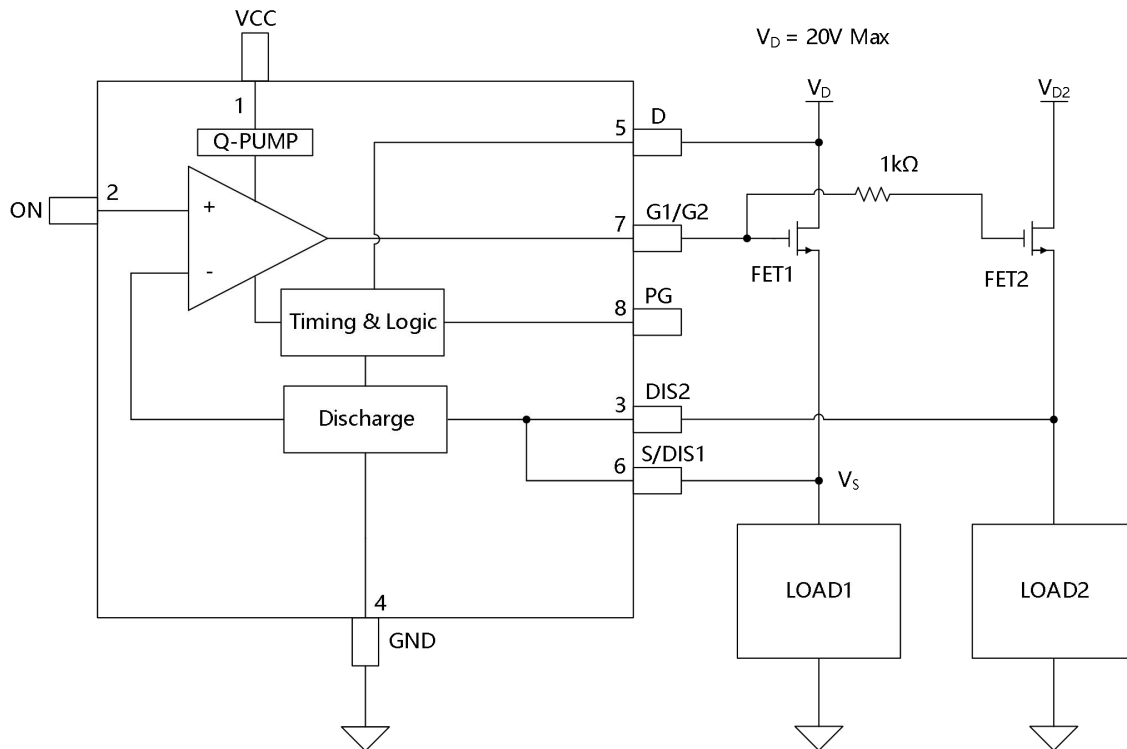 VCC
V_D = 20V Max
1
Q-PUMP
5
D
V_D
V_D2
ON
2
+
-
7
G1/G2
1kΩ
FET1
FET2
Timing & Logic
8
PG
Discharge
3
DIS2
6
S/DIS1
V_S
4
GND
LOAD1
LOAD2